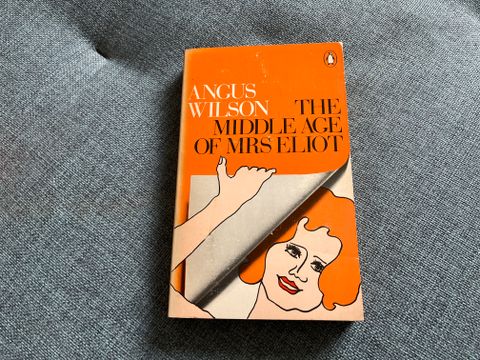 ANGUS
WILSON THE
MIDDLE AGE
OF MRS ELIOT